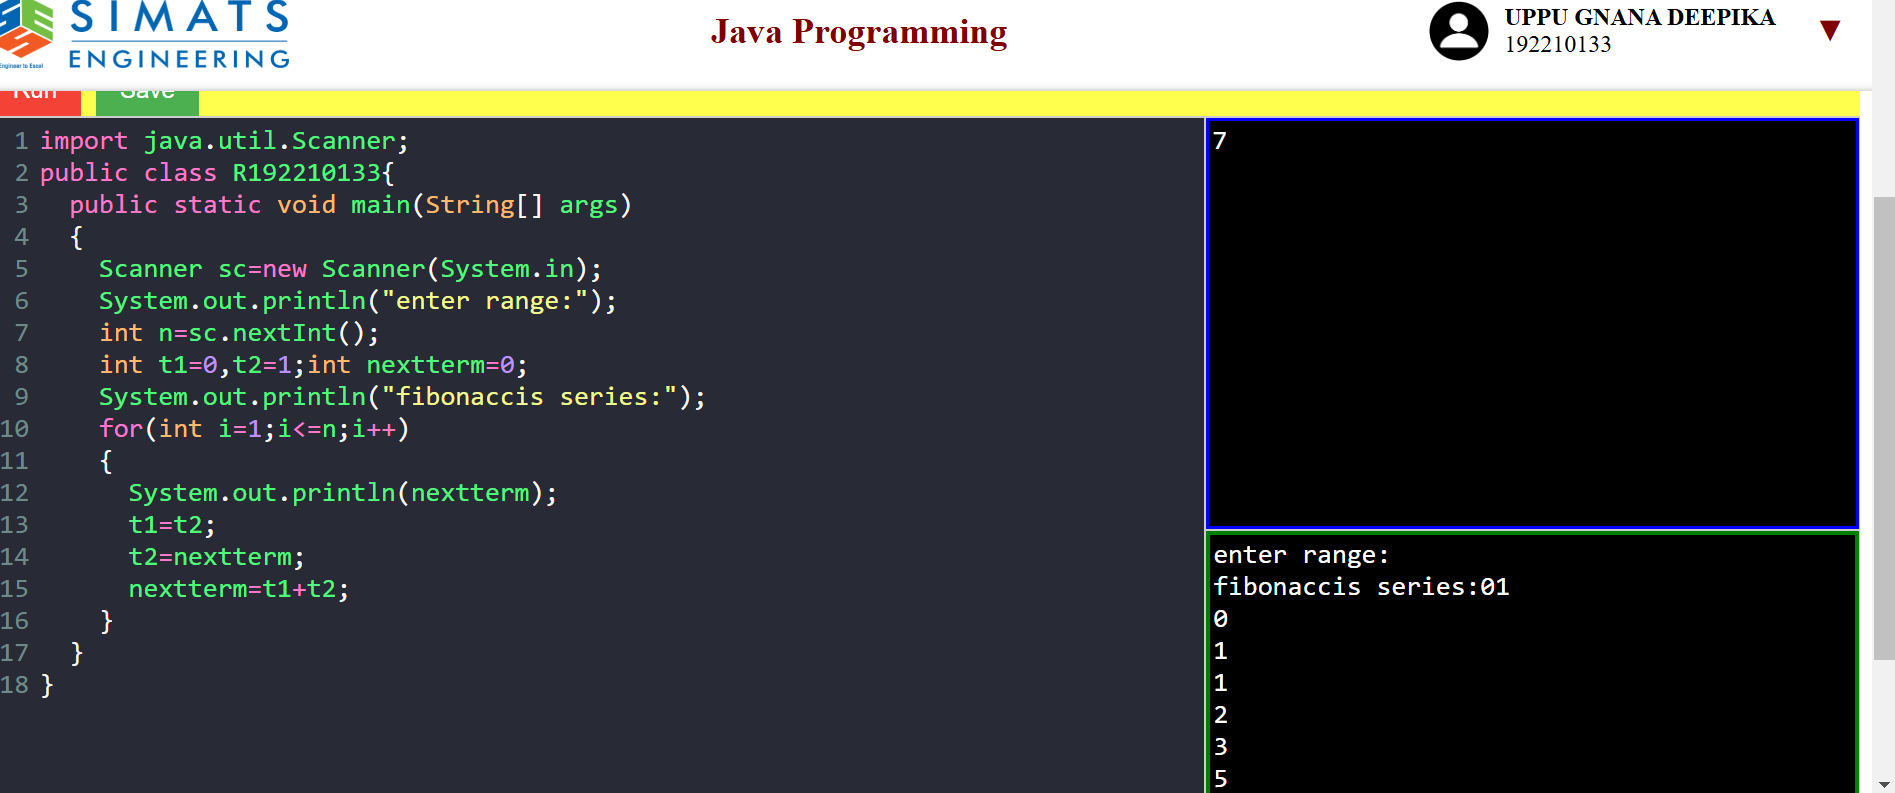 SIMATS
ENGINEERING
Engineer to Excel
Java Programming
UPPU GNANA DEEPIKA
192210133
Run Save
1 import java.util.Scanner;
2 public class R192210133{
3 public static void main(String[] args)
4 {
5 Scanner sc=new Scanner(System.in);
6 System.out.println("enter range:");
7 int n=sc.nextInt();
8 int t1=0,t2=1;int nextterm=0;
9 System.out.println("fibonaccis series:");
10 for(int i=1;i<=n;i++)
11 {
12 System.out.println(nextterm);
13 t1=t2;
14 t2=nextterm;
15 nextterm=t1+t2;
16 }
17 }
18 }
7
enter range:
fibonaccis series:01
0
1
1
2
3
5